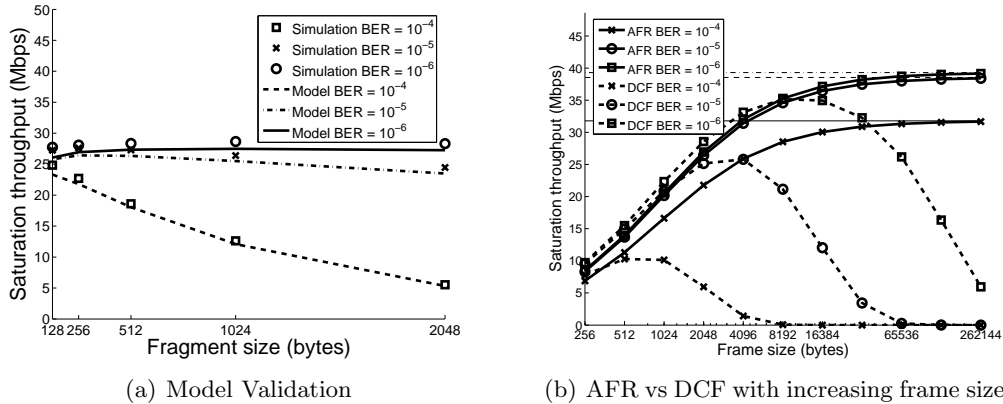 50
45
40
35
30
25
20
15
10
5
0
Saturation throughput (Mbps)
Simulation BER = 10⁻⁴
Simulation BER = 10⁻⁵
Simulation BER = 10⁻⁶
Model BER = 10⁻⁴
Model BER = 10⁻⁵
Model BER = 10⁻⁶
128 256 512 1024 2048
Fragment size (bytes)
(a) Model Validation
50
45
40
35
30
25
20
15
10
5
0
Saturation throughput (Mbps)
AFR BER = 10⁻⁴
AFR BER = 10⁻⁵
AFR BER = 10⁻⁶
DCF BER = 10⁻⁴
DCF BER = 10⁻⁵
DCF BER = 10⁻⁶
256 512 1024 2048 4096 8192 16384 65536 262144
Frame size (bytes)
(b) AFR vs DCF with increasing frame size